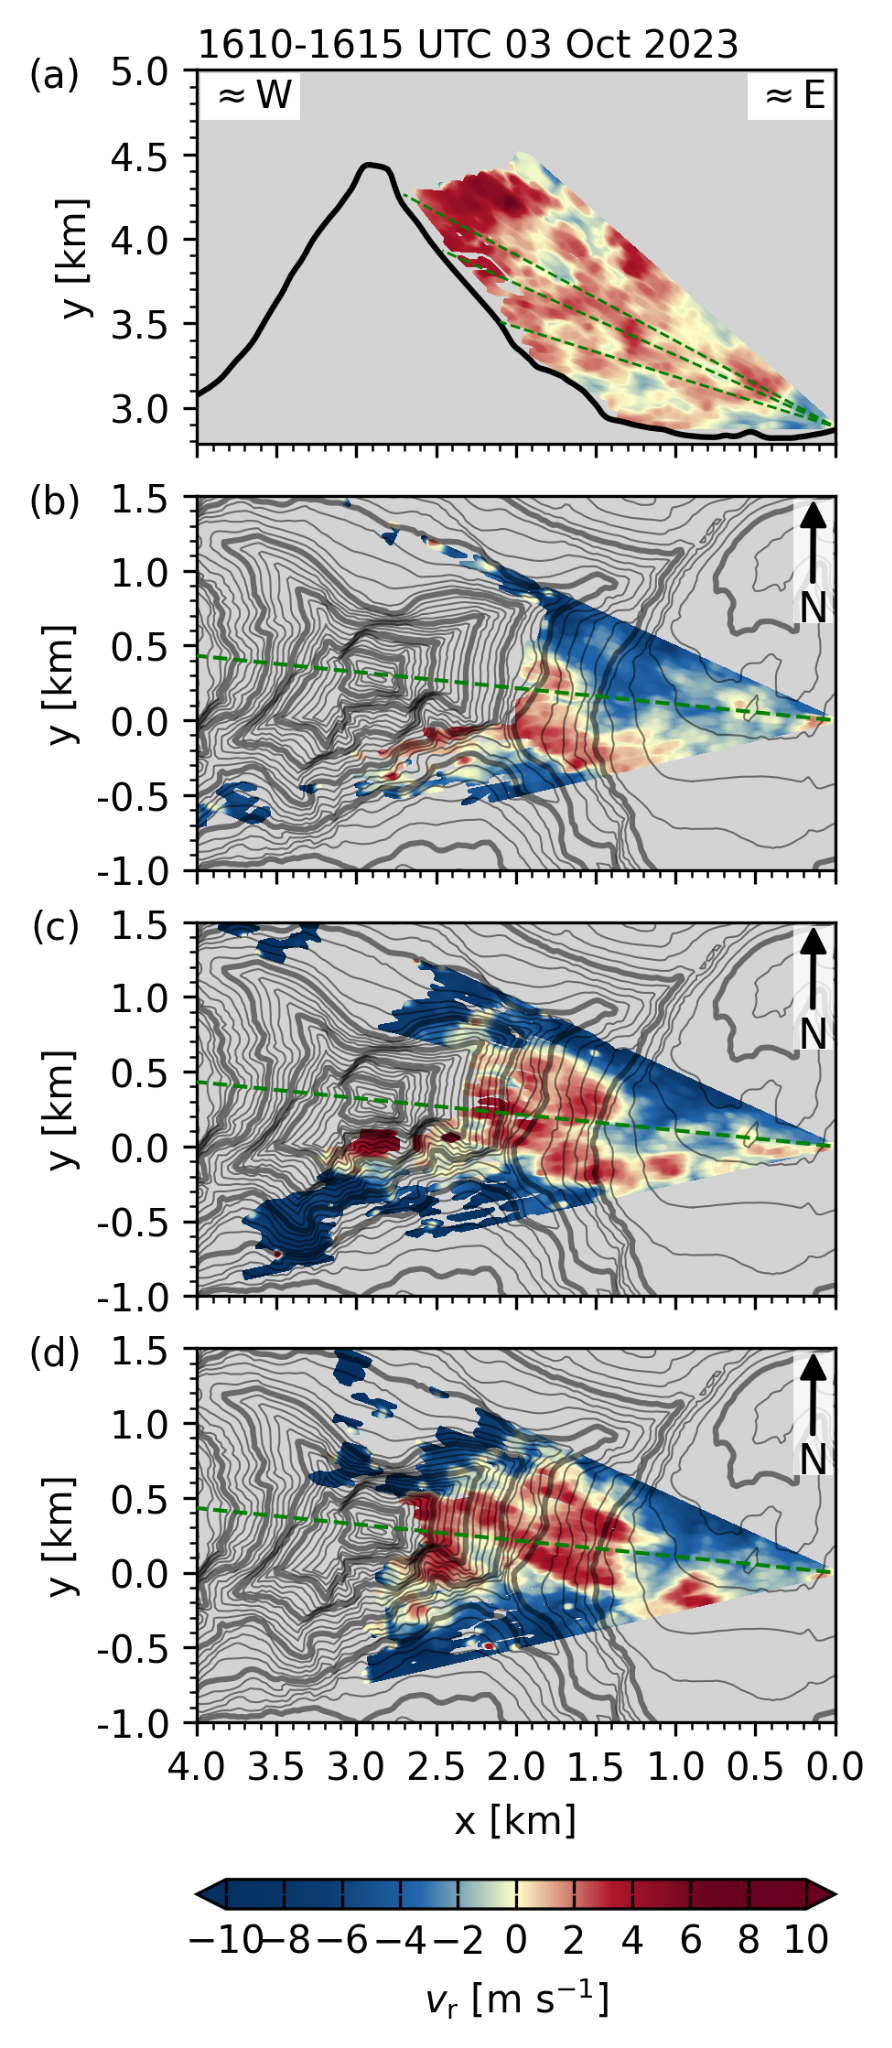 1610-1615 UTC 03 Oct 2023
(a)
≈W
≈E
y [km]
5.0
4.5
4.0
3.5
3.0
(b)
N
y [km]
1.5
1.0
0.5
0.0
-0.5
-1.0
(c)
N
y [km]
1.5
1.0
0.5
0.0
-0.5
-1.0
(d)
N
y [km]
1.5
1.0
0.5
0.0
-0.5
-1.0
4.0 3.5 3.0 2.5 2.0 1.5 1.0 0.5 0.0
x [km]
−10 −8 −6 −4 −2 0 2 4 6 8 10
vr [m s⁻¹]